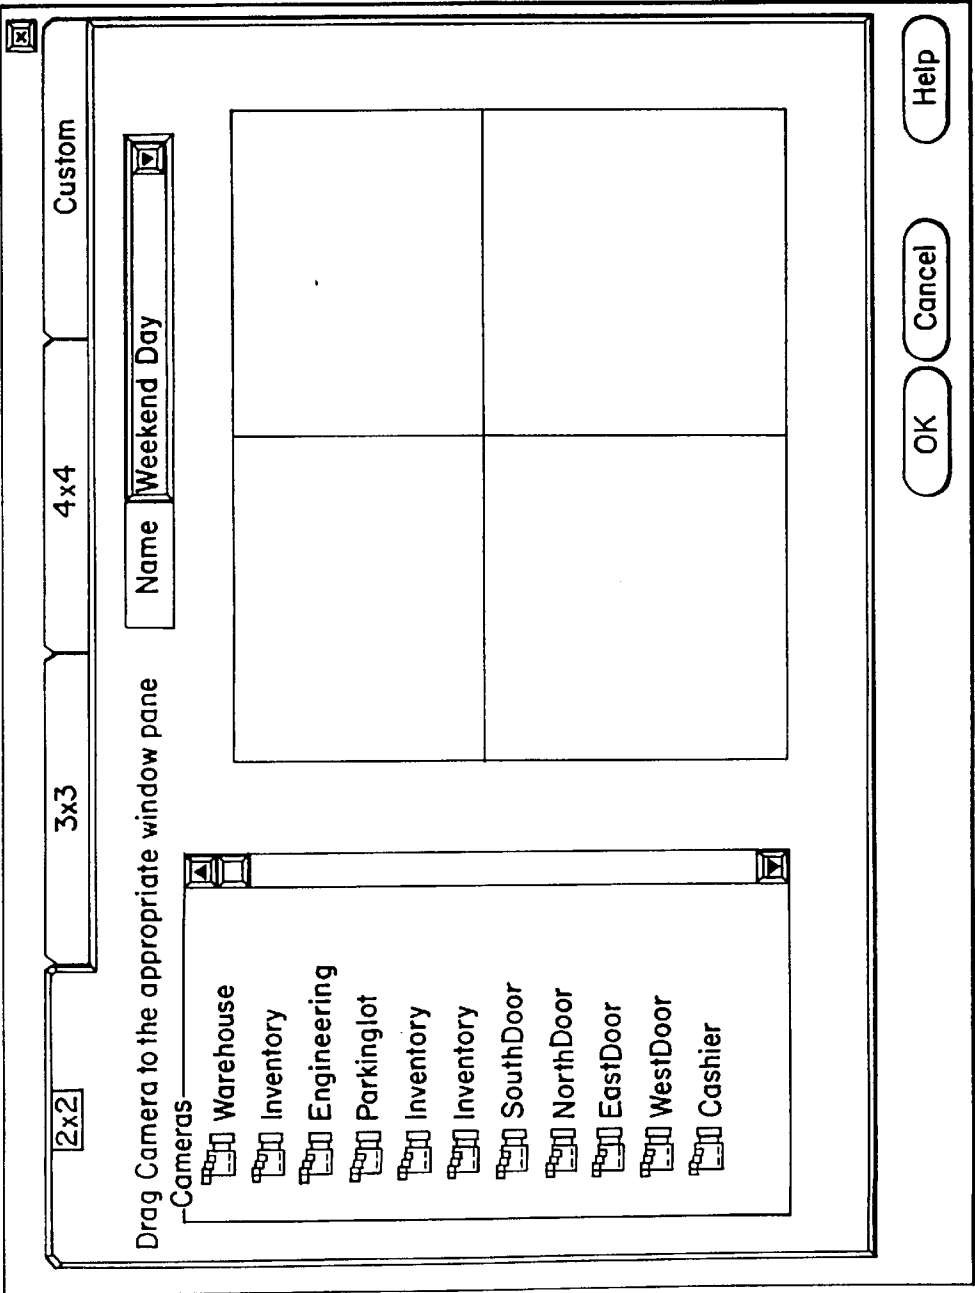 2x2
3x3
4x4
Custom
Drag Camera to the appropriate window pane
Name
Weekend Day
Cameras
Warehouse
Inventory
Engineering
Parkinglot
Inventory
Inventory
SouthDoor
NorthDoor
EastDoor
WestDoor
Cashier
OK
Cancel
Help